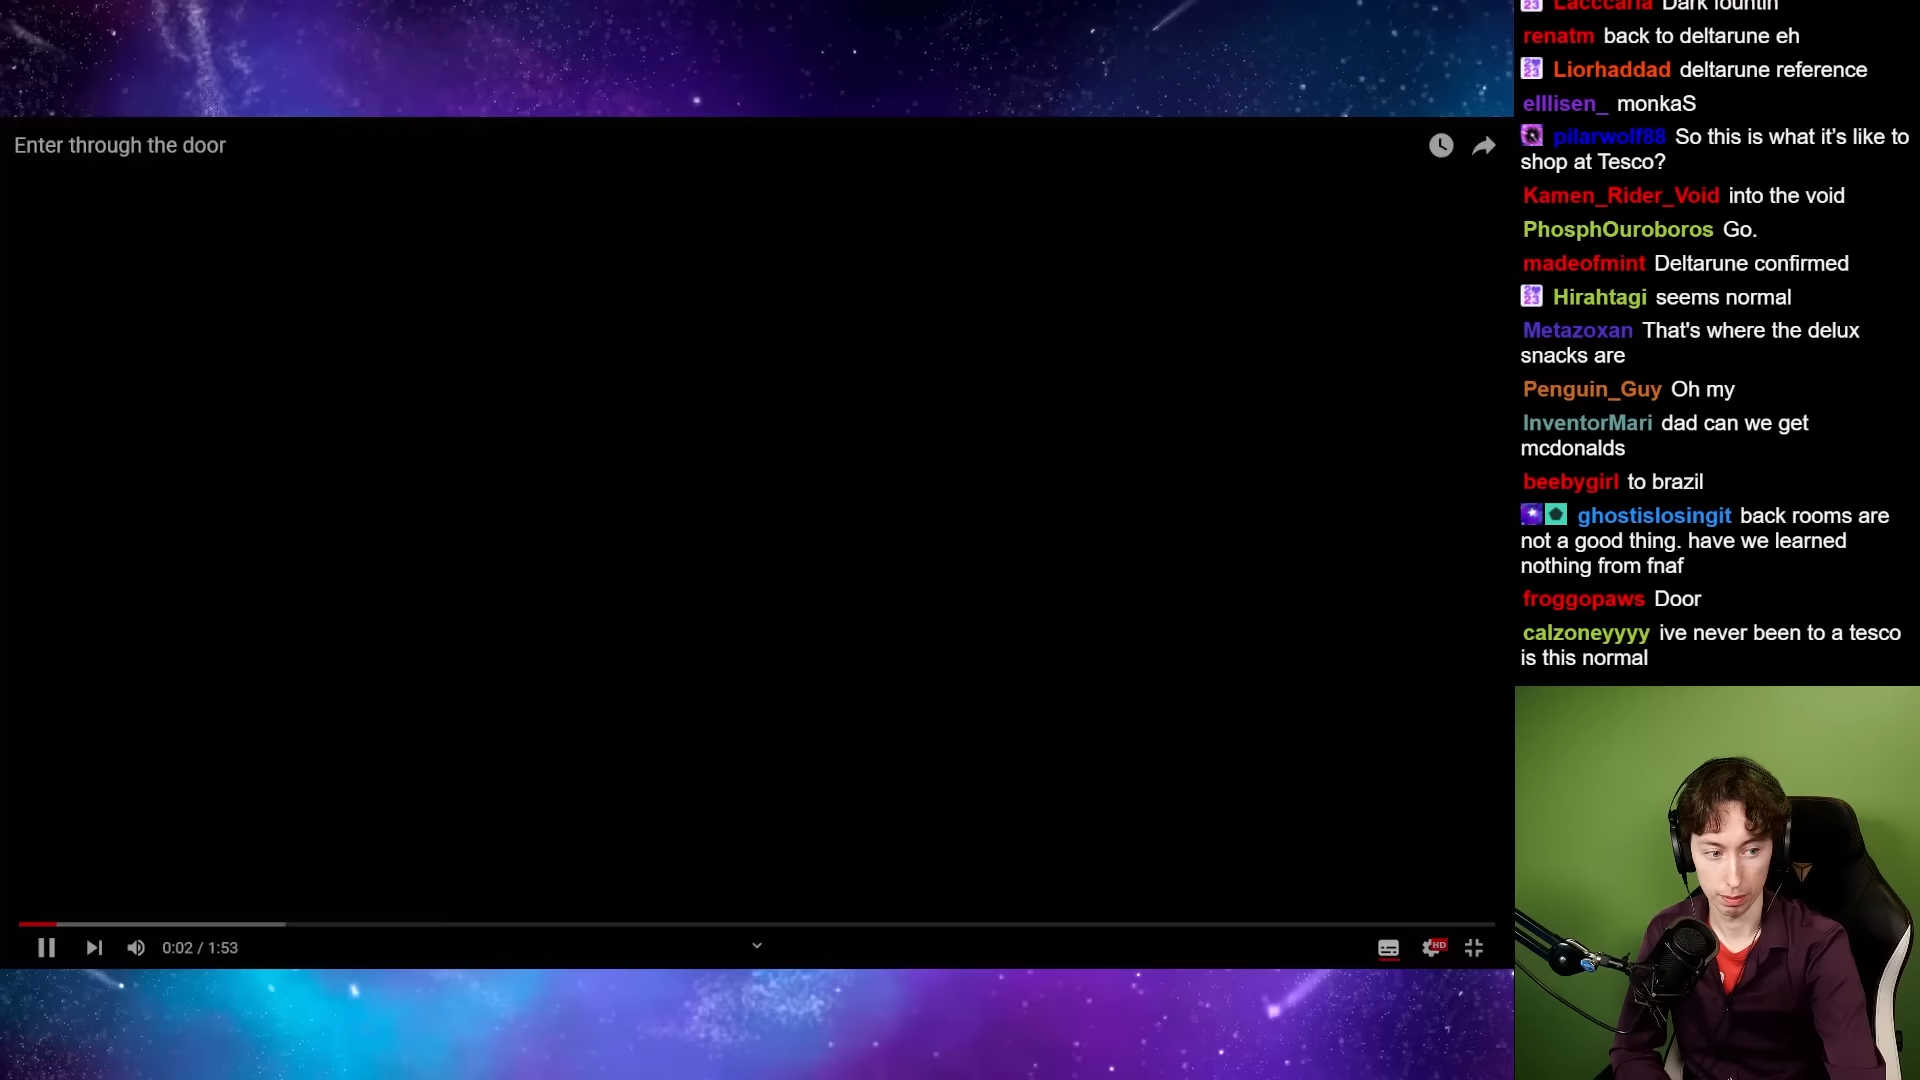 Enter through the door
0:02 / 1:53
HD
Lacccaria Dark fountin
renatm back to deltarune eh
Liorhaddad deltarune reference
elllisen_ monkaS
pilarwolf88 So this is what it's like to
shop at Tesco?
Kamen_Rider_Void into the void
PhosphOuroboros Go.
madeofmint Deltarune confirmed
Hirahtagi seems normal
Metazoxan That's where the delux
snacks are
Penguin_Guy Oh my
InventorMari dad can we get
mcdonalds
beebygirl to brazil
ghostislosingit back rooms are
not a good thing. have we learned
nothing from fnaf
froggopaws Door
calzoneyyyy ive never been to a tesco
is this normal